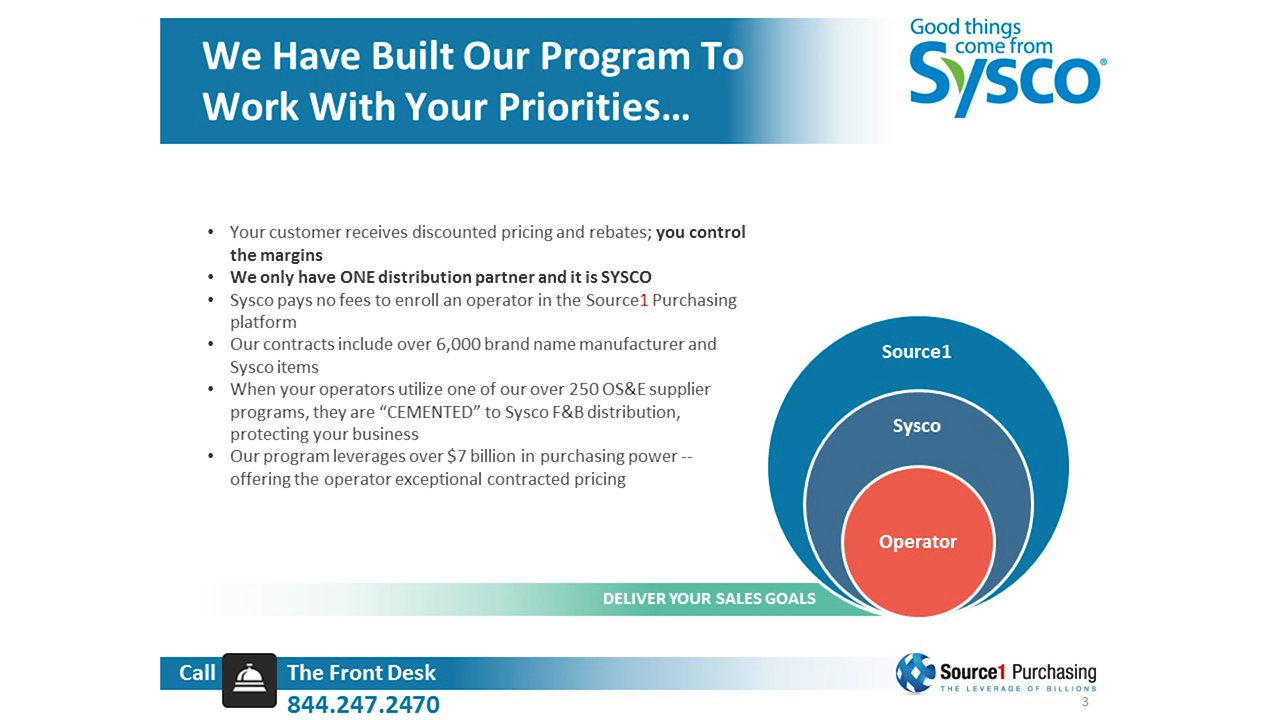 We Have Built Our Program To
Work With Your Priorities…
Good things
come from
Sysco®
• Your customer receives discounted pricing and rebates; you control
the margins
• We only have ONE distribution partner and it is SYSCO
• Sysco pays no fees to enroll an operator in the Source1 Purchasing
platform
• Our contracts include over 6,000 brand name manufacturer and
Sysco items
• When your operators utilize one of our over 250 OS&E supplier
programs, they are “CEMENTED” to Sysco F&B distribution,
protecting your business
• Our program leverages over $7 billion in purchasing power --
offering the operator exceptional contracted pricing
Source1
Sysco
Operator
DELIVER YOUR SALES GOALS
Call The Front Desk
844.247.2470
Source1 Purchasing
THE LEVERAGE OF BILLIONS
3